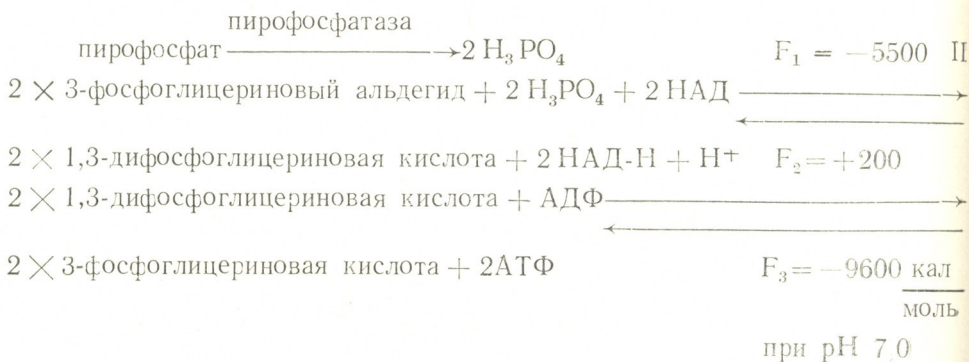 пирофосфатаза
пирофосфат → 2 H₃PO₄ F₁ = —5500 II
2 × 3-фосфоглицериновый альдегид + 2 H₃PO₄ + 2 НАД
2 × 1,3-дифосфоглицериновая кислота + 2 НАД-Н + Н⁺ F₂ = +200
2 × 1,3-дифосфоглицериновая кислота + АДФ
2 × 3-фосфоглицериновая кислота + 2АТФ F₃ = —9600 кал
моль
при pH 7,0